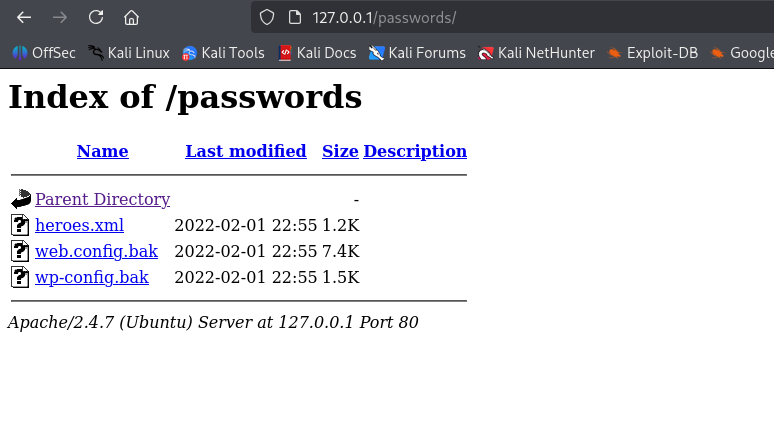 127.0.0.1/passwords/
OffSec Kali Linux Kali Tools Kali Docs Kali Forums Kali NetHunter Exploit-DB Google
Index of /passwords
Name Last modified Size Description
Parent Directory -
heroes.xml 2022-02-01 22:55 1.2K
web.config.bak 2022-02-01 22:55 7.4K
wp-config.bak 2022-02-01 22:55 1.5K
Apache/2.4.7 (Ubuntu) Server at 127.0.0.1 Port 80